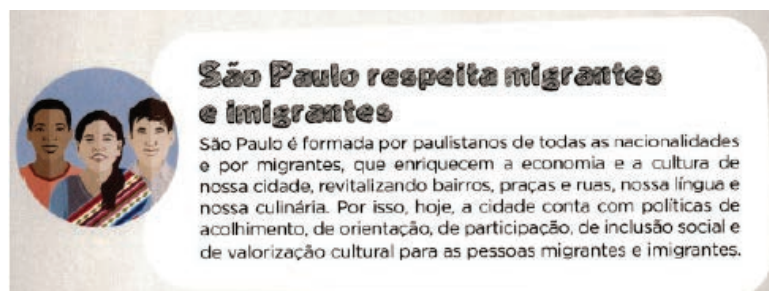 São Paulo respeita migrantes
e imigrantes
São Paulo é formada por paulistanos de todas as nacionalidades
e por migrantes, que enriquecem a economia e a cultura de
nossa cidade, revitalizando bairros, praças e ruas, nossa língua e
nossa culinária. Por isso, hoje, a cidade conta com políticas de
acolhimento, de orientação, de participação, de inclusão social e
de valorização cultural para as pessoas migrantes e imigrantes.